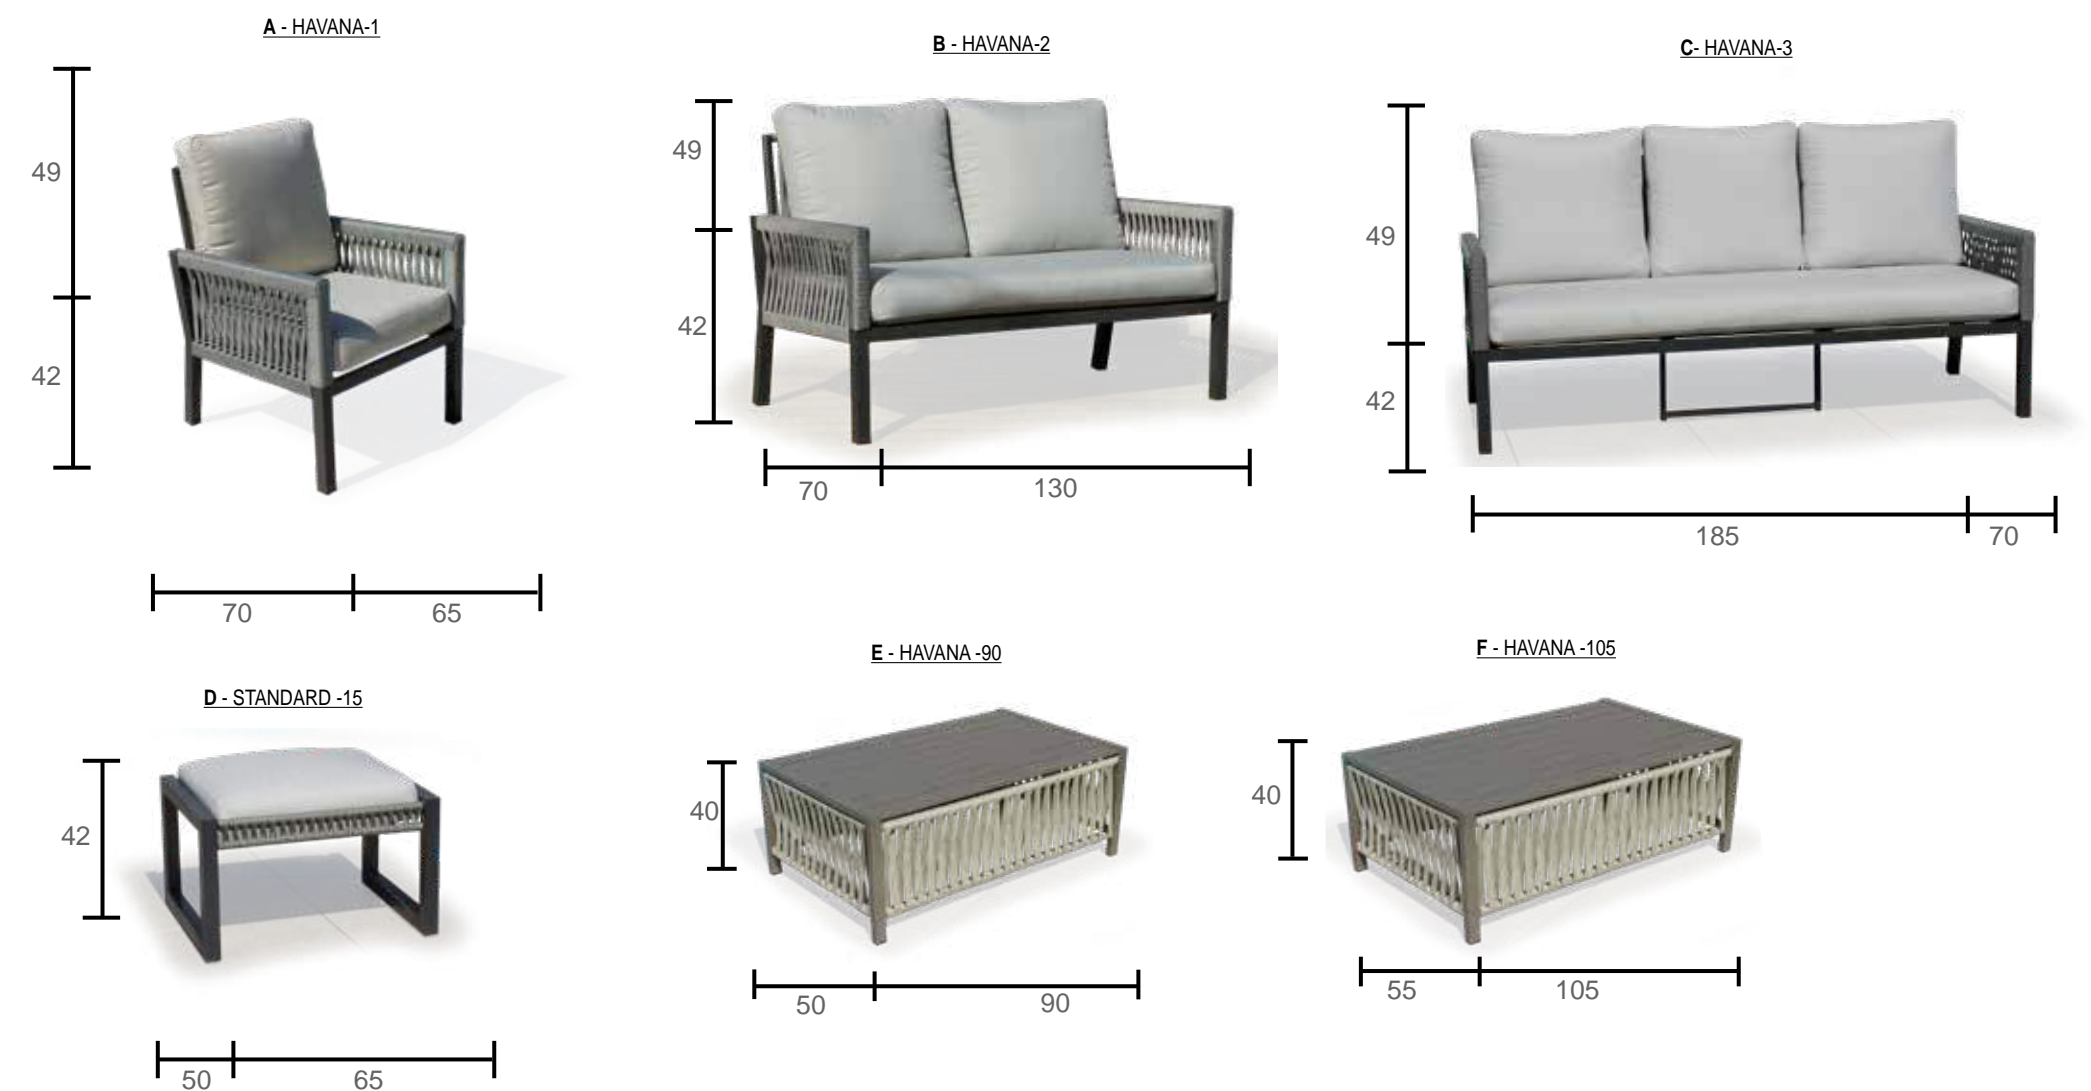 A - HAVANA-1
49
42
70 65
B - HAVANA-2
49
42
70 130
C- HAVANA-3
49
42
185 70
D - STANDARD -15
42
50 65
E - HAVANA -90
40
50 90
F - HAVANA -105
40
55 105